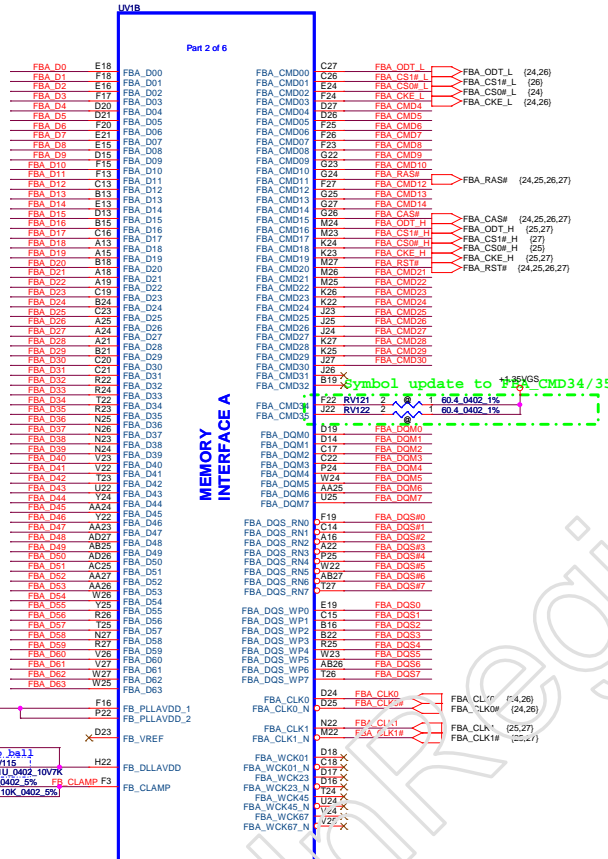 UV1B
Part 2 of 6
MEMORY
INTERFACE A
FBA_D0 E18 FBA_D00
FBA_D1 F18 FBA_D01
FBA_D2 E16 FBA_D02
FBA_D3 F17 FBA_D03
FBA_D4 D20 FBA_D04
FBA_D5 D21 FBA_D05
FBA_D6 F20 FBA_D06
FBA_D7 E21 FBA_D07
FBA_D8 E15 FBA_D08
FBA_D9 D15 FBA_D09
FBA_D10 F15 FBA_D10
FBA_D11 F13 FBA_D11
FBA_D12 C13 FBA_D12
FBA_D13 B13 FBA_D13
FBA_D14 E13 FBA_D14
FBA_D15 D13 FBA_D15
FBA_D16 B15 FBA_D16
FBA_D17 C16 FBA_D17
FBA_D18 A13 FBA_D18
FBA_D19 A15 FBA_D19
FBA_D20 B18 FBA_D20
FBA_D21 A18 FBA_D21
FBA_D22 A19 FBA_D22
FBA_D23 C19 FBA_D23
FBA_D24 B24 FBA_D24
FBA_D25 C23 FBA_D25
FBA_D26 A25 FBA_D26
FBA_D27 A24 FBA_D27
FBA_D28 A21 FBA_D28
FBA_D29 B21 FBA_D29
FBA_D30 C20 FBA_D30
FBA_D31 C21 FBA_D31
FBA_D32 R22 FBA_D32
FBA_D33 R24 FBA_D33
FBA_D34 T22 FBA_D34
FBA_D35 R23 FBA_D35
FBA_D36 N25 FBA_D36
FBA_D37 N26 FBA_D37
FBA_D38 N23 FBA_D38
FBA_D39 N24 FBA_D39
FBA_D40 V23 FBA_D40
FBA_D41 V22 FBA_D41
FBA_D42 T23 FBA_D42
FBA_D43 U22 FBA_D43
FBA_D44 Y24 FBA_D44
FBA_D45 AA24 FBA_D45
FBA_D46 Y22 FBA_D46
FBA_D47 AA23 FBA_D47
FBA_D48 AD27 FBA_D48
FBA_D49 AB25 FBA_D49
FBA_D50 AD26 FBA_D50
FBA_D51 AC25 FBA_D51
FBA_D52 AA27 FBA_D52
FBA_D53 AA26 FBA_D53
FBA_D54 W26 FBA_D54
FBA_D55 Y25 FBA_D55
FBA_D56 R26 FBA_D56
FBA_D57 T25 FBA_D57
FBA_D58 N27 FBA_D58
FBA_D59 R27 FBA_D59
FBA_D60 V26 FBA_D60
FBA_D61 V27 FBA_D61
FBA_D62 W27 FBA_D62
FBA_D63 W25 FBA_D63
F16 FB_PLLAVDD_1
P22 FB_PLLAVDD_2
D23 FB_VREF
ball
H22 FB_DLLAVDD
0402_10V7K
0402_5% FB_CLAMP F3 FB_CLAMP
10K_0402_5%
FBA_CMD00 C27 FBA_ODT_L FBA_ODT_L {24,26}
FBA_CMD01 C26 FBA_CS1#_L FBA_CS1#_L {26}
FBA_CMD02 E24 FBA_CS0#_L FBA_CS0#_L {24}
FBA_CMD03 F24 FBA_CKE_L FBA_CKE_L {24,26}
FBA_CMD04 D27 FBA_CMD4
FBA_CMD05 D26 FBA_CMD5
FBA_CMD06 F25 FBA_CMD6
FBA_CMD07 F26 FBA_CMD7
FBA_CMD08 F23 FBA_CMD8
FBA_CMD09 G22 FBA_CMD9
FBA_CMD10 G23 FBA_CMD10
FBA_CMD11 G24 FBA_RAS# FBA_RAS# {24,25,26,27}
FBA_CMD12 F27 FBA_CMD12
FBA_CMD13 G25 FBA_CMD13
FBA_CMD14 G27 FBA_CMD14
FBA_CMD15 G26 FBA_CAS# FBA_CAS# {24,25,26,27}
FBA_CMD16 M24 FBA_ODT_H FBA_ODT_H {25,27}
FBA_CMD17 M23 FBA_CS1#_H FBA_CS1#_H {27}
FBA_CMD18 K24 FBA_CS0#_H FBA_CS0#_H {25}
FBA_CMD19 K23 FBA_CKE_H FBA_CKE_H {25,27}
FBA_CMD20 M27 FBA_RST# FBA_RST# {24,25,26,27}
FBA_CMD21 M26 FBA_CMD21
FBA_CMD22 M25 FBA_CMD22
FBA_CMD23 K26 FBA_CMD23
FBA_CMD24 K22 FBA_CMD24
FBA_CMD25 J23 FBA_CMD25
FBA_CMD26 J25 FBA_CMD26
FBA_CMD27 J24 FBA_CMD27
FBA_CMD28 K27 FBA_CMD28
FBA_CMD29 K25 FBA_CMD29
FBA_CMD30 J27 FBA_CMD30
FBA_CMD31 J26
FBA_CMD32 B19
+1.35VGS
Symbol update to FBA_CMD34/35
FBA_CMD34 F22 RV121 2 @ 1 60.4_0402_1%
FBA_CMD35 J22 RV122 2 @ 1 60.4_0402_1%
FBA_DQM0 D19 FBA_DQM0
FBA_DQM1 D14 FBA_DQM1
FBA_DQM2 C17 FBA_DQM2
FBA_DQM3 C22 FBA_DQM3
FBA_DQM4 P24 FBA_DQM4
FBA_DQM5 W24 FBA_DQM5
FBA_DQM6 AA25 FBA_DQM6
FBA_DQM7 U25 FBA_DQM7
FBA_DQS_RN0 F19 FBA_DQS#0
FBA_DQS_RN1 C14 FBA_DQS#1
FBA_DQS_RN2 A16 FBA_DQS#2
FBA_DQS_RN3 A22 FBA_DQS#3
FBA_DQS_RN4 P25 FBA_DQS#4
FBA_DQS_RN5 W22 FBA_DQS#5
FBA_DQS_RN6 AB27 FBA_DQS#6
FBA_DQS_RN7 T27 FBA_DQS#7
FBA_DQS_WP0 E19 FBA_DQS0
FBA_DQS_WP1 C15 FBA_DQS1
FBA_DQS_WP2 B16 FBA_DQS2
FBA_DQS_WP3 B22 FBA_DQS3
FBA_DQS_WP4 R25 FBA_DQS4
FBA_DQS_WP5 W23 FBA_DQS5
FBA_DQS_WP6 AB26 FBA_DQS6
FBA_DQS_WP7 T26 FBA_DQS7
FBA_CLK0 D24 FBA_CLK0 FBA_CLK0 {24,26}
FBA_CLK0_N D25 FBA_CLK0# FBA_CLK0# {24,26}
FBA_CLK1 N22 FBA_CLK1 FBA_CLK1 {25,27}
FBA_CLK1_N M22 FBA_CLK1# FBA_CLK1# {25,27}
FBA_WCK01 D18
FBA_WCK01_N C18
FBA_WCK23 D17
FBA_WCK23_N D16
FBA_WCK45 T24
FBA_WCK45_N U24
FBA_WCK67 V24
FBA_WCK67_N V25